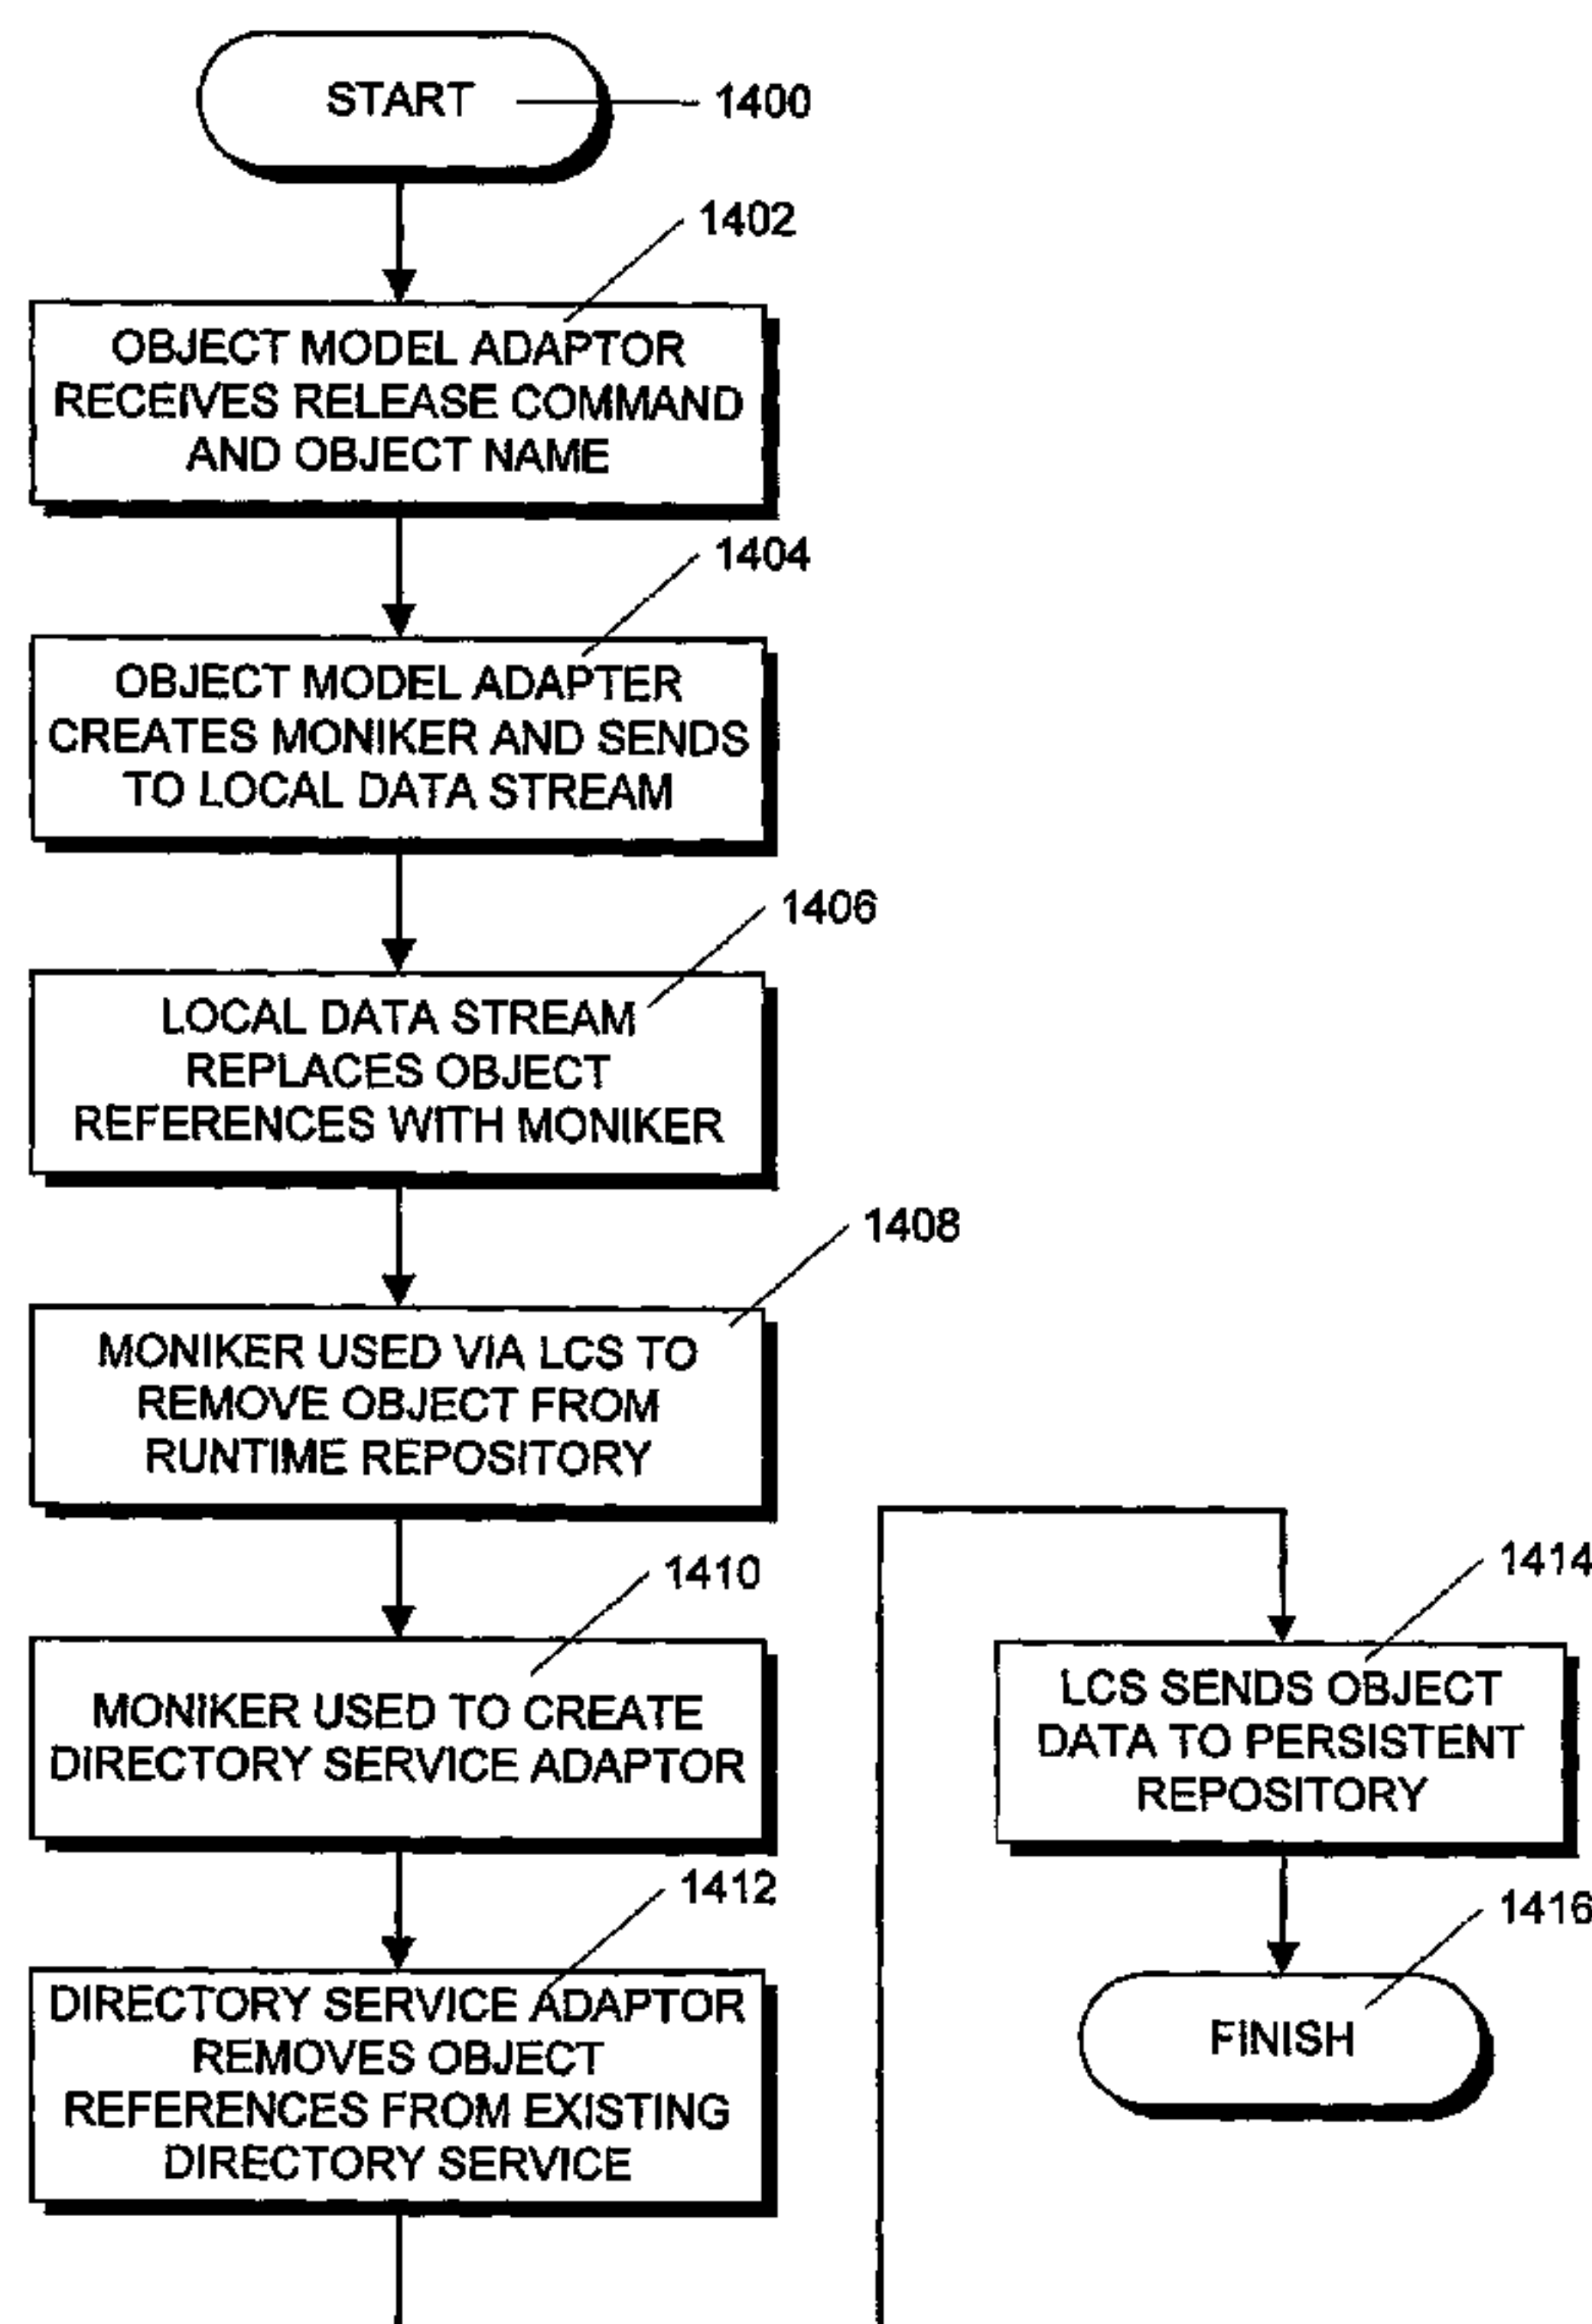 START
1400
1402
OBJECT MODEL ADAPTOR
RECEIVES RELEASE COMMAND
AND OBJECT NAME
1404
OBJECT MODEL ADAPTER
CREATES MONIKER AND SENDS
TO LOCAL DATA STREAM
1406
LOCAL DATA STREAM
REPLACES OBJECT
REFERENCES WITH MONIKER
1408
MONIKER USED VIA LCS TO
REMOVE OBJECT FROM
RUNTIME REPOSITORY
1410
MONIKER USED TO CREATE
DIRECTORY SERVICE ADAPTOR
1412
DIRECTORY SERVICE ADAPTOR
REMOVES OBJECT
REFERENCES FROM EXISTING
DIRECTORY SERVICE
1414
LCS SENDS OBJECT
DATA TO PERSISTENT
REPOSITORY
1416
FINISH